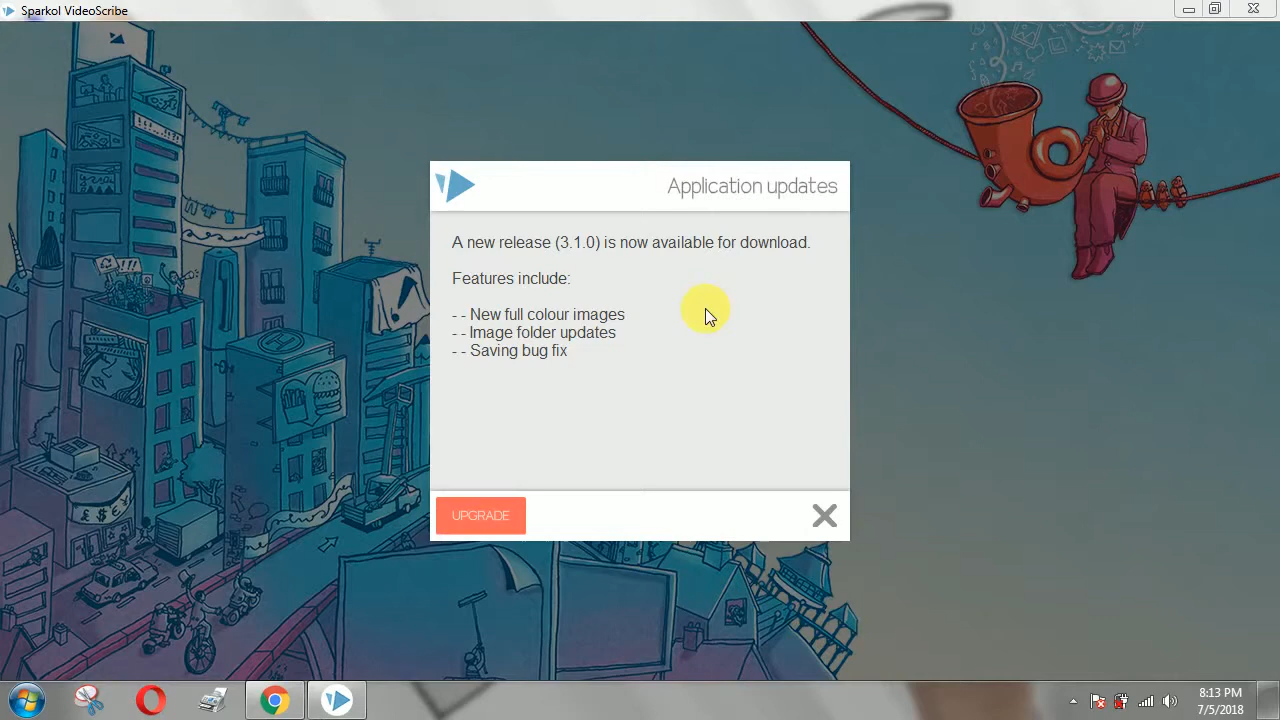 Sparkol VideoScribe
Application updates
A new release (3.1.0) is now available for download.
Features include:
- - New full colour images
- - Image folder updates
- - Saving bug fix
UPGRADE
£ $ €
H
8:13 PM
7/5/2018